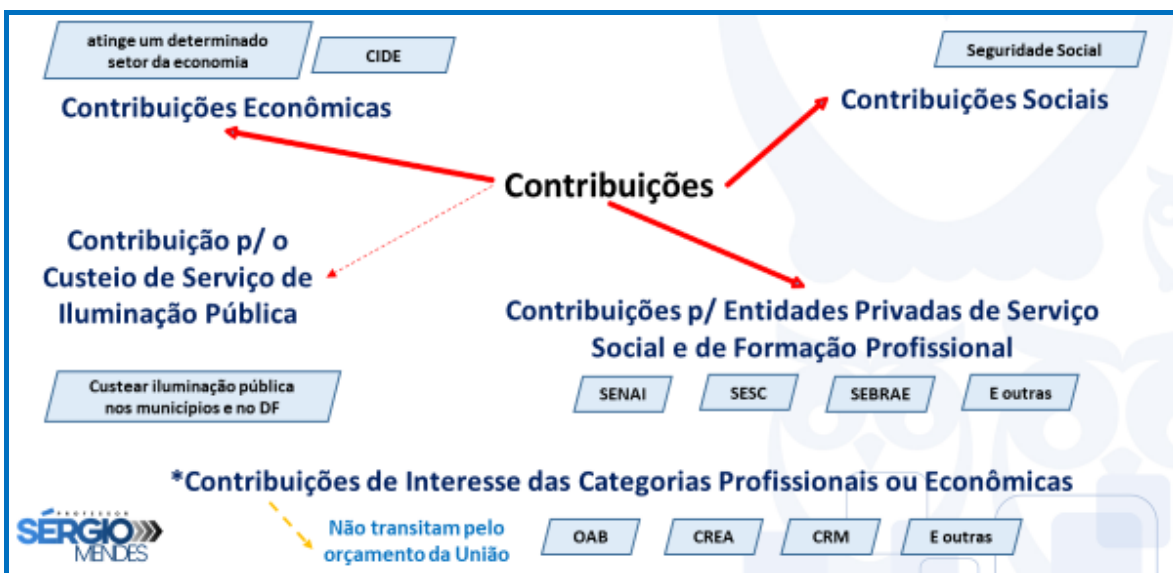 atinge um determinado
setor da economia
CIDE
Contribuições Econômicas
Seguridade Social
Contribuições Sociais
Contribuições
Contribuição p/ o
Custeio de Serviço de
Iluminação Pública
Custear iluminação pública
nos municípios e no DF
Contribuições p/ Entidades Privadas de Serviço
Social e de Formação Profissional
SENAI
SESC
SEBRAE
E outras
*Contribuições de Interesse das Categorias Profissionais ou Econômicas
Não transitam pelo
orçamento da União
OAB
CREA
CRM
E outras
PROFESSOR
SÉRGIO
MENDES